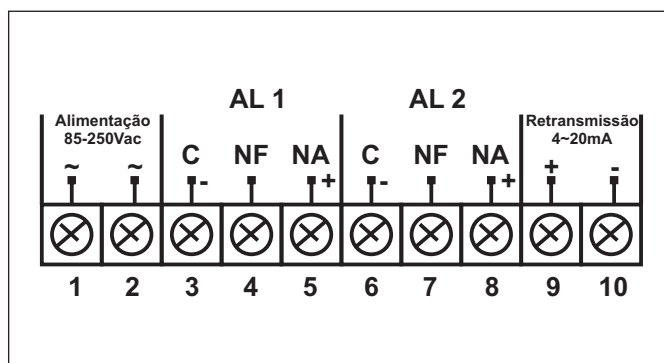 AL 1 AL 2
Alimentação
85-250Vac
Retransmissão
4~20mA
~ ~ C - NF NA + C - NF NA + + -
1 2 3 4 5 6 7 8 9 10